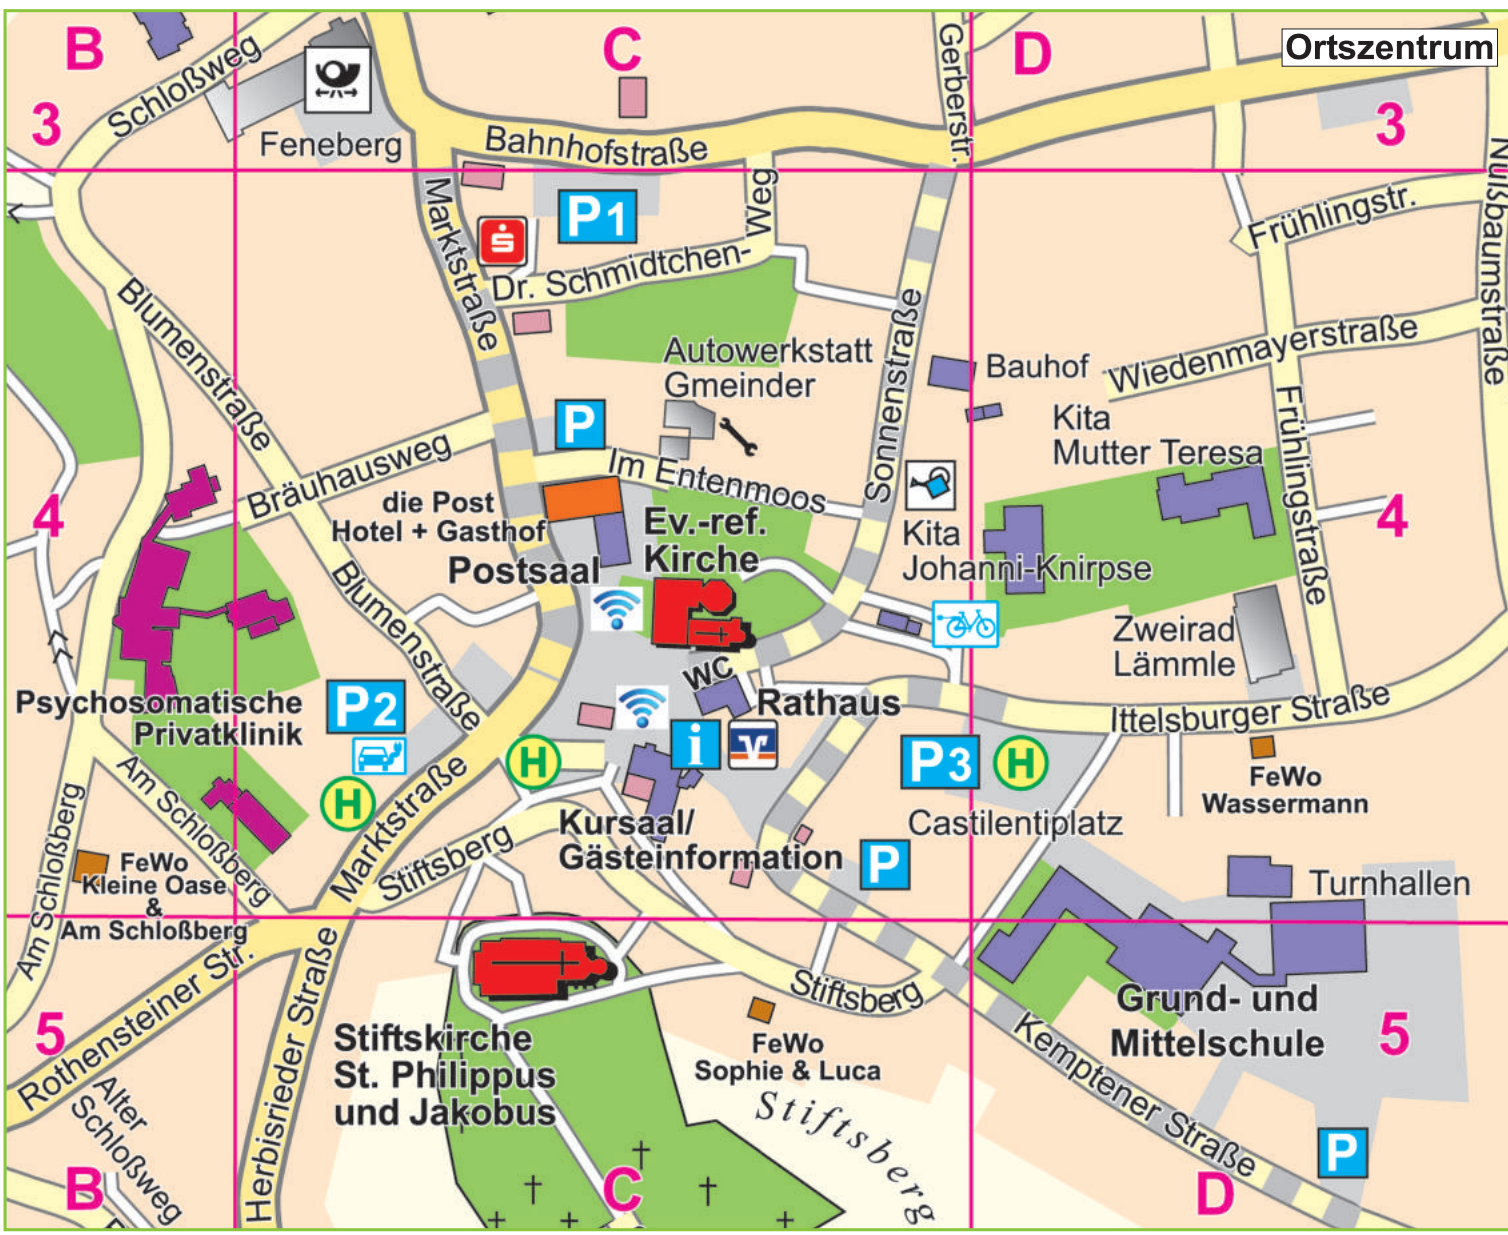 Ortszentrum
B
C
D
3
3
Schloßweg
Feneberg
Bahnhofstraße
Gerberstr.
Nußbaumstraße
Marktstraße
P1
Dr. Schmidtchen-
Weg
Frühlingstr.
Blumenstraße
Autowerkstatt
Gmeinder
Sonnenstraße
Bauhof
Wiedenmayerstraße
Kita
Mutter Teresa
Frühlingstraße
P
Bräuhausweg
Im Entenmoos
die Post
Hotel + Gasthof
Postsaal
Ev.-ref.
Kirche
4
4
Kita
Johanni-Knirpse
Blumenstraße
Zweirad
Lämmle
WC
Rathaus
Psychosomatische
Privatklinik
P2
H
H
i
P3
H
Ittelsburger Straße
FeWo
Wassermann
Castilentiplatz
Am Schloßberg
Am Schloßberg
Marktstraße
Stiftsberg
Kursaal/
Gästeinformation
P
FeWo
Kleine Oase
&
Am Schloßberg
Turnhallen
Rothensteiner Str.
Herbisrieder Straße
5
5
Stiftskirche
St. Philippus
und Jakobus
Stiftsberg
FeWo
Sophie & Luca
Stiftsberg
Grund- und
Mittelschule
Kemptener Straße
Alter
Schloßweg
P
B
C
D